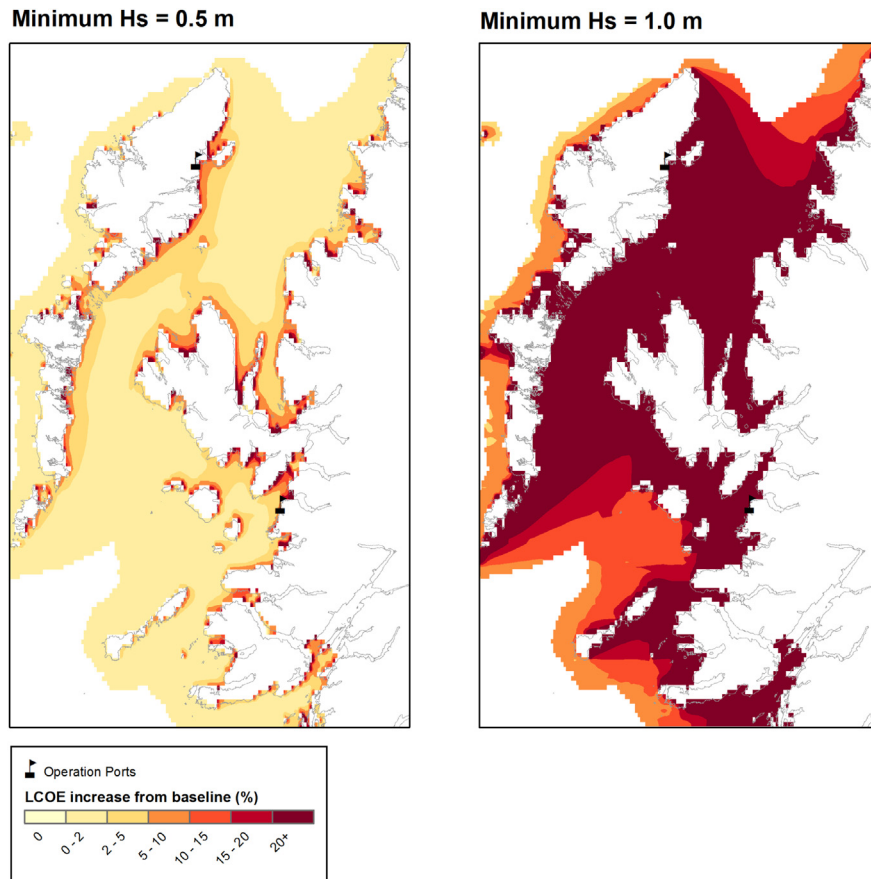 Minimum Hs = 0.5 m
Minimum Hs = 1.0 m
Operation Ports
LCOE increase from baseline (%)
0
0 - 2
2 - 5
5 - 10
10 - 15
15 - 20
20+